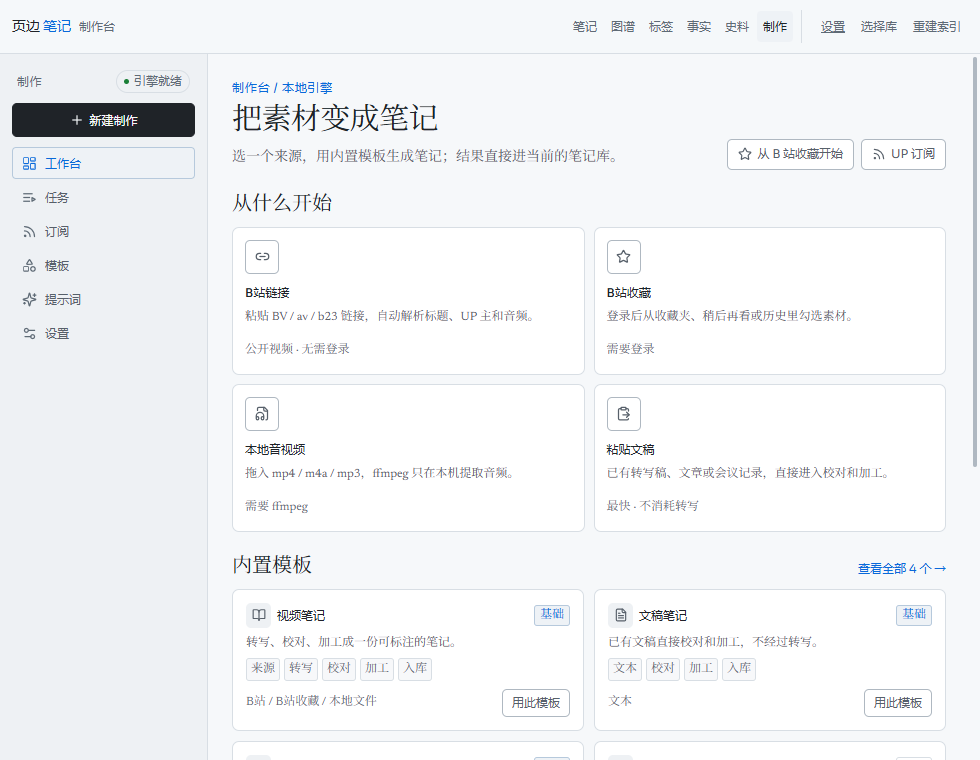 页边 笔记 制作台 笔记 图谱 标签 事实 史料 制作 设置 选择库 重建索引
制作 引擎就绪
+ 新建制作
工作台
任务
订阅
模板
提示词
设置
制作台 / 本地引擎
把素材变成笔记
选一个来源，用内置模板生成笔记；结果直接进当前的笔记库。
从 B 站收藏开始 UP 订阅
从什么开始
B站链接
粘贴 BV / av / b23 链接，自动解析标题、UP 主和音频。
公开视频 · 无需登录
B站收藏
登录后从收藏夹、稍后再看或历史里勾选素材。
需要登录
本地音视频
拖入 mp4 / m4a / mp3，ffmpeg 只在本机提取音频。
需要 ffmpeg
粘贴文稿
已有转写稿、文章或会议记录，直接进入校对和加工。
最快 · 不消耗转写
内置模板 查看全部 4 个 →
视频笔记 基础
转写、校对、加工成一份可标注的笔记。
来源 转写 校对 加工 入库
B站 / B站收藏 / 本地文件 用此模板
文稿笔记 基础
已有文稿直接校对和加工，不经过转写。
文本 校对 加工 入库
文本 用此模板